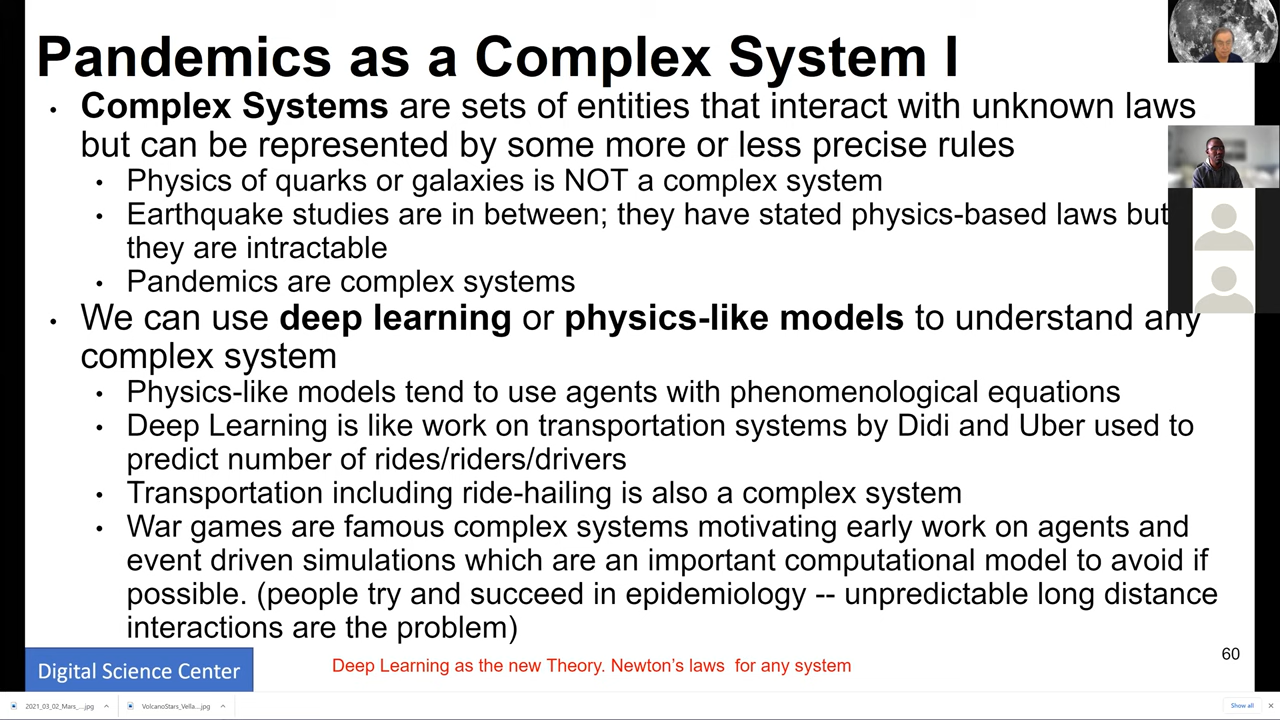 Pandemics as a Complex System I
• Complex Systems are sets of entities that interact with unknown laws
but can be represented by some more or less precise rules
• Physics of quarks or galaxies is NOT a complex system
• Earthquake studies are in between; they have stated physics-based laws but
they are intractable
• Pandemics are complex systems
• We can use deep learning or physics-like models to understand any
complex system
• Physics-like models tend to use agents with phenomenological equations
• Deep Learning is like work on transportation systems by Didi and Uber used to
predict number of rides/riders/drivers
• Transportation including ride-hailing is also a complex system
• War games are famous complex systems motivating early work on agents and
event driven simulations which are an important computational model to avoid if
possible. (people try and succeed in epidemiology -- unpredictable long distance
interactions are the problem)
Digital Science Center
Deep Learning as the new Theory. Newton's laws  for any system
60
2021_03_02_Mars_....jpg
VolcanoStars_Vella....jpg
Show all